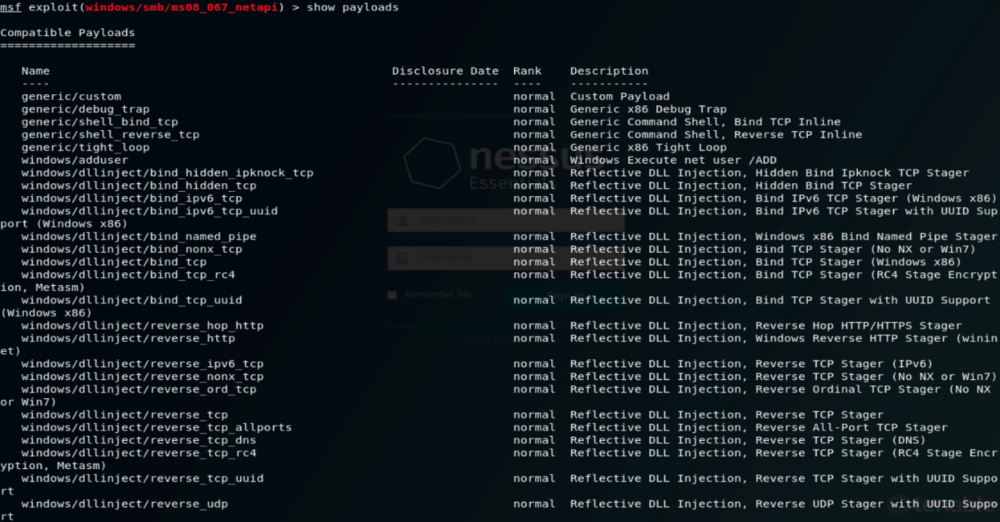 msf exploit(windows/smb/ms08_067_netapi) > show payloads
Compatible Payloads
===================
Name Disclosure Date Rank Description
---- --------------- ---- -----------
generic/custom normal Custom Payload
generic/debug_trap normal Generic x86 Debug Trap
generic/shell_bind_tcp normal Generic Command Shell, Bind TCP Inline
generic/shell_reverse_tcp normal Generic Command Shell, Reverse TCP Inline
generic/tight_loop normal Generic x86 Tight Loop
windows/adduser normal Windows Execute net user /ADD
windows/dllinject/bind_hidden_ipknock_tcp normal Reflective DLL Injection, Hidden Bind Ipknock TCP Stager
windows/dllinject/bind_hidden_tcp normal Reflective DLL Injection, Hidden Bind TCP Stager
windows/dllinject/bind_ipv6_tcp normal Reflective DLL Injection, Bind IPv6 TCP Stager (Windows x86)
windows/dllinject/bind_ipv6_tcp_uuid normal Reflective DLL Injection, Bind IPv6 TCP Stager with UUID Sup
port (Windows x86)
windows/dllinject/bind_named_pipe normal Reflective DLL Injection, Windows x86 Bind Named Pipe Stager
windows/dllinject/bind_nonx_tcp normal Reflective DLL Injection, Bind TCP Stager (No NX or Win7)
windows/dllinject/bind_tcp normal Reflective DLL Injection, Bind TCP Stager (Windows x86)
windows/dllinject/bind_tcp_rc4 normal Reflective DLL Injection, Bind TCP Stager (RC4 Stage Encrypt
ion, Metasm)
windows/dllinject/bind_tcp_uuid normal Reflective DLL Injection, Bind TCP Stager with UUID Support
(Windows x86)
windows/dllinject/reverse_hop_http normal Reflective DLL Injection, Reverse Hop HTTP/HTTPS Stager
windows/dllinject/reverse_http normal Reflective DLL Injection, Windows Reverse HTTP Stager (winin
et)
windows/dllinject/reverse_ipv6_tcp normal Reflective DLL Injection, Reverse TCP Stager (IPv6)
windows/dllinject/reverse_nonx_tcp normal Reflective DLL Injection, Reverse TCP Stager (No NX or Win7)
windows/dllinject/reverse_ord_tcp normal Reflective DLL Injection, Reverse Ordinal TCP Stager (No NX
or Win7)
windows/dllinject/reverse_tcp normal Reflective DLL Injection, Reverse TCP Stager
windows/dllinject/reverse_tcp_allports normal Reflective DLL Injection, Reverse All-Port TCP Stager
windows/dllinject/reverse_tcp_dns normal Reflective DLL Injection, Reverse TCP Stager (DNS)
windows/dllinject/reverse_tcp_rc4 normal Reflective DLL Injection, Reverse TCP Stager (RC4 Stage Encr
yption, Metasm)
windows/dllinject/reverse_tcp_uuid normal Reflective DLL Injection, Reverse TCP Stager with UUID Suppo
rt
windows/dllinject/reverse_udp normal Reflective DLL Injection, Reverse UDP Stager with UUID Suppo
rt
nessus
Essentials
Username
Password
Remember Me
Sign In
tenable